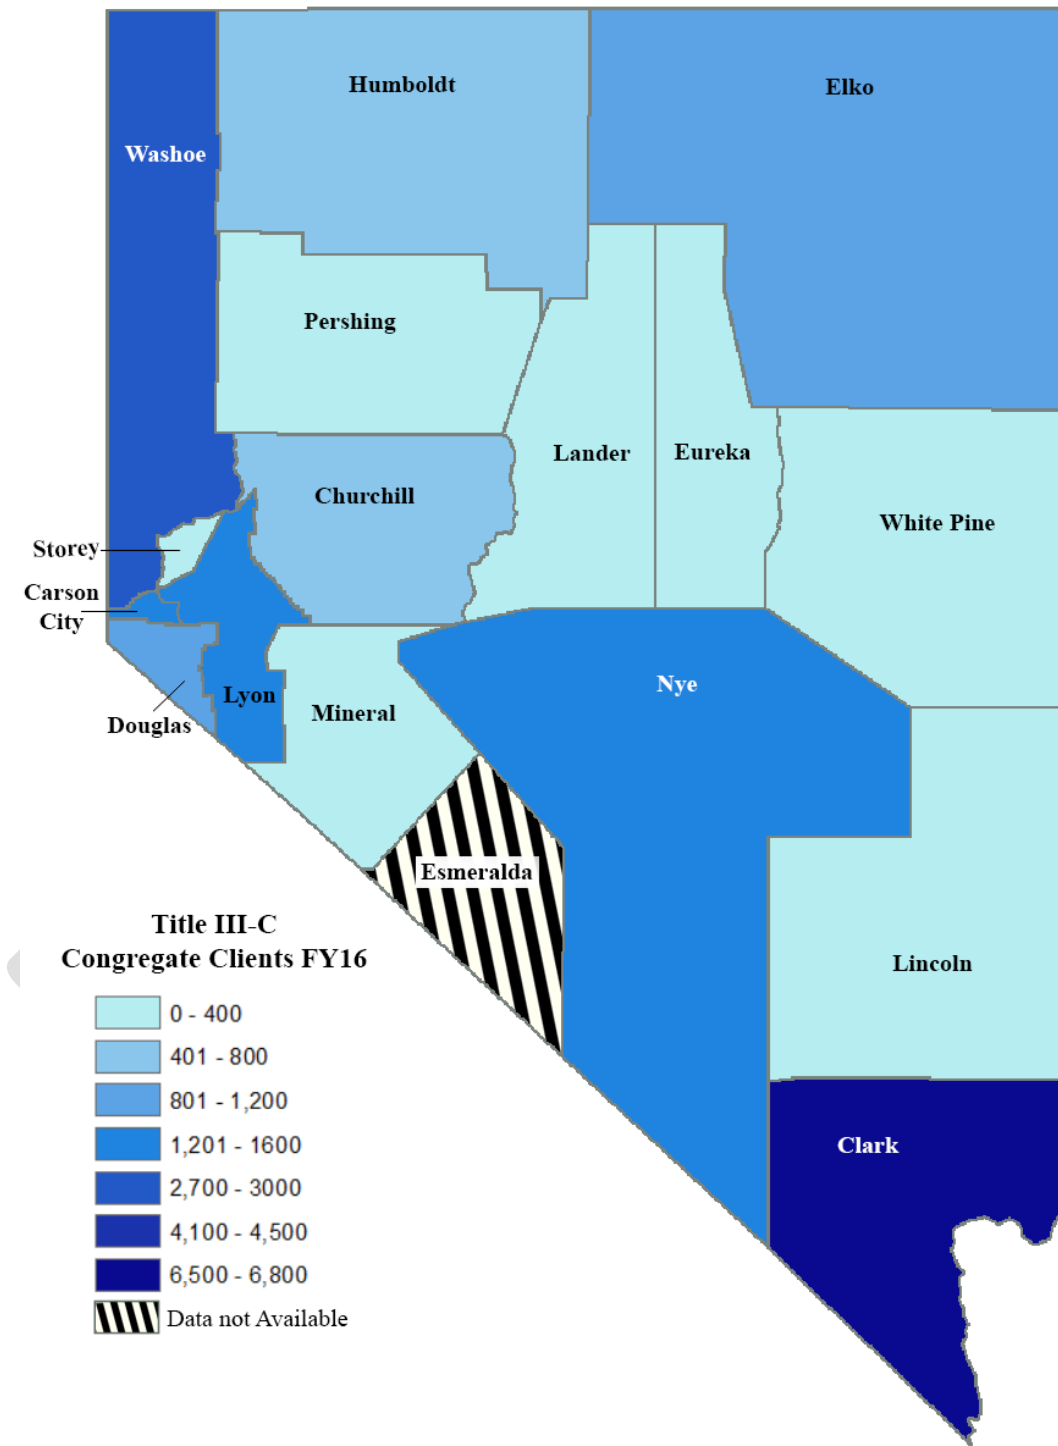 Humboldt
Elko
Washoe
Pershing
Lander
Eureka
Churchill
White Pine
Storey
Carson
City
Nye
Lyon
Mineral
Douglas
Esmeralda
Lincoln
Clark
Title III-C
Congregate Clients FY16
0 - 400
401 - 800
801 - 1,200
1,201 - 1600
2,700 - 3000
4,100 - 4,500
6,500 - 6,800
Data not Available